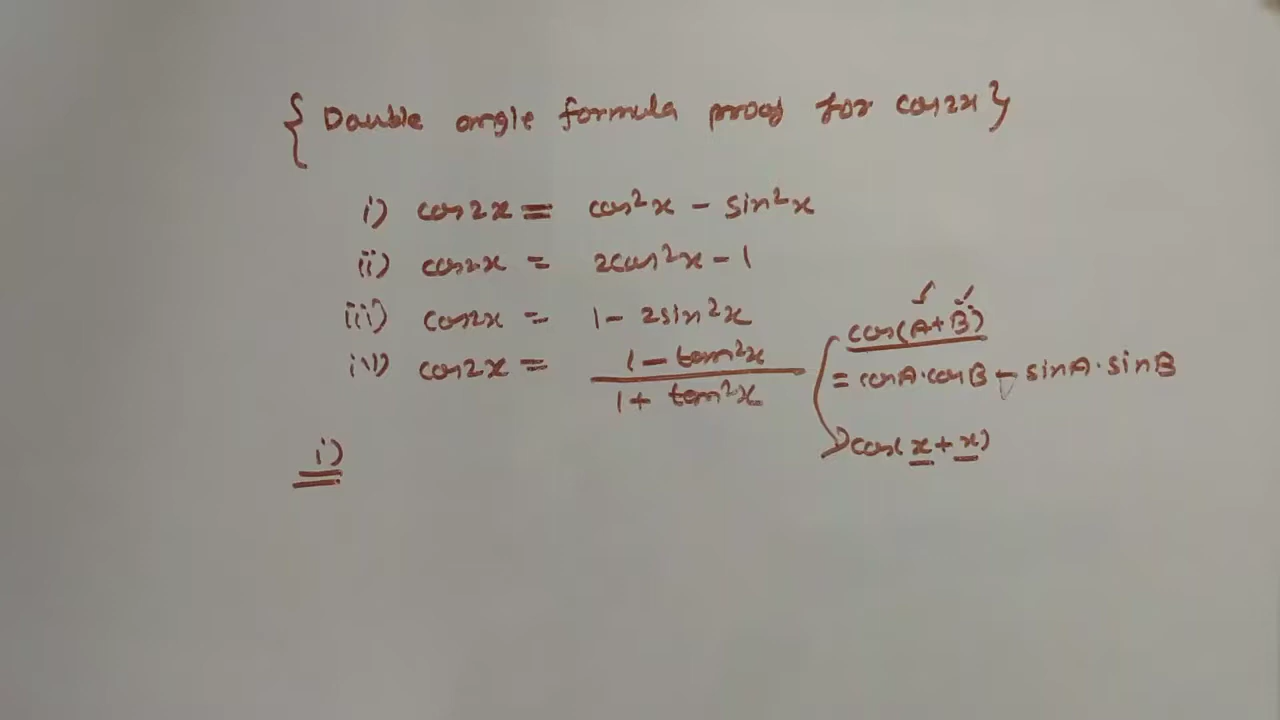 { Double angle formula proof for cos2x }
i) cos2x = cos²x - sin²x
ii) cos2x = 2cos²x - 1
iii) cos2x = 1 - 2sin²x
iv) cos2x = (1 - tan²x) / (1 + tan²x)
cos(A+B)
= cosA·cosB - sinA·sinB
cos(x+x)
i)